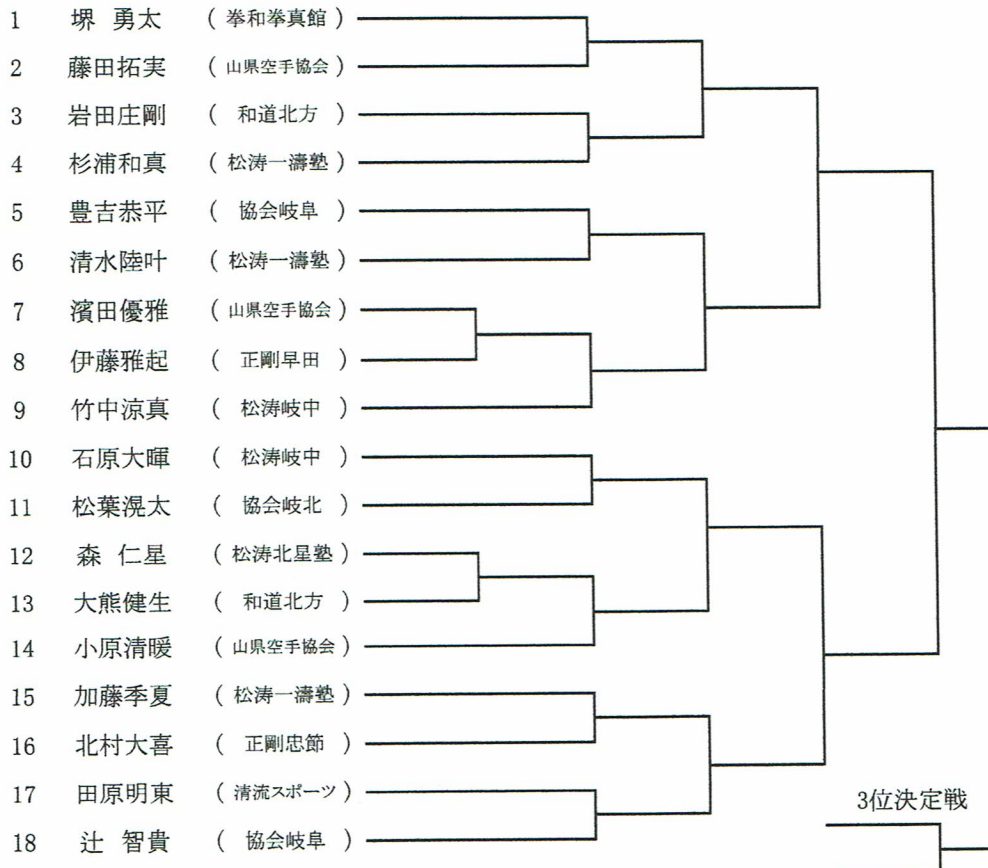 1 堺 勇太 ( 拳和拳真館 )
2 藤田拓実 ( 山県空手協会 )
3 岩田庄剛 ( 和道北方 )
4 杉浦和真 ( 松涛一濤塾 )
5 豊吉恭平 ( 協会岐阜 )
6 清水陸叶 ( 松涛一濤塾 )
7 濱田優雅 ( 山県空手協会 )
8 伊藤雅起 ( 正剛早田 )
9 竹中涼真 ( 松涛岐中 )
10 石原大暉 ( 松涛岐中 )
11 松葉滉太 ( 協会岐北 )
12 森 仁星 ( 松涛北星塾 )
13 大熊健生 ( 和道北方 )
14 小原清暖 ( 山県空手協会 )
15 加藤季夏 ( 松涛一濤塾 )
16 北村大喜 ( 正剛忠節 )
17 田原明東 ( 清流スポーツ )
3位決定戦
18 辻 智貴 ( 協会岐阜 )